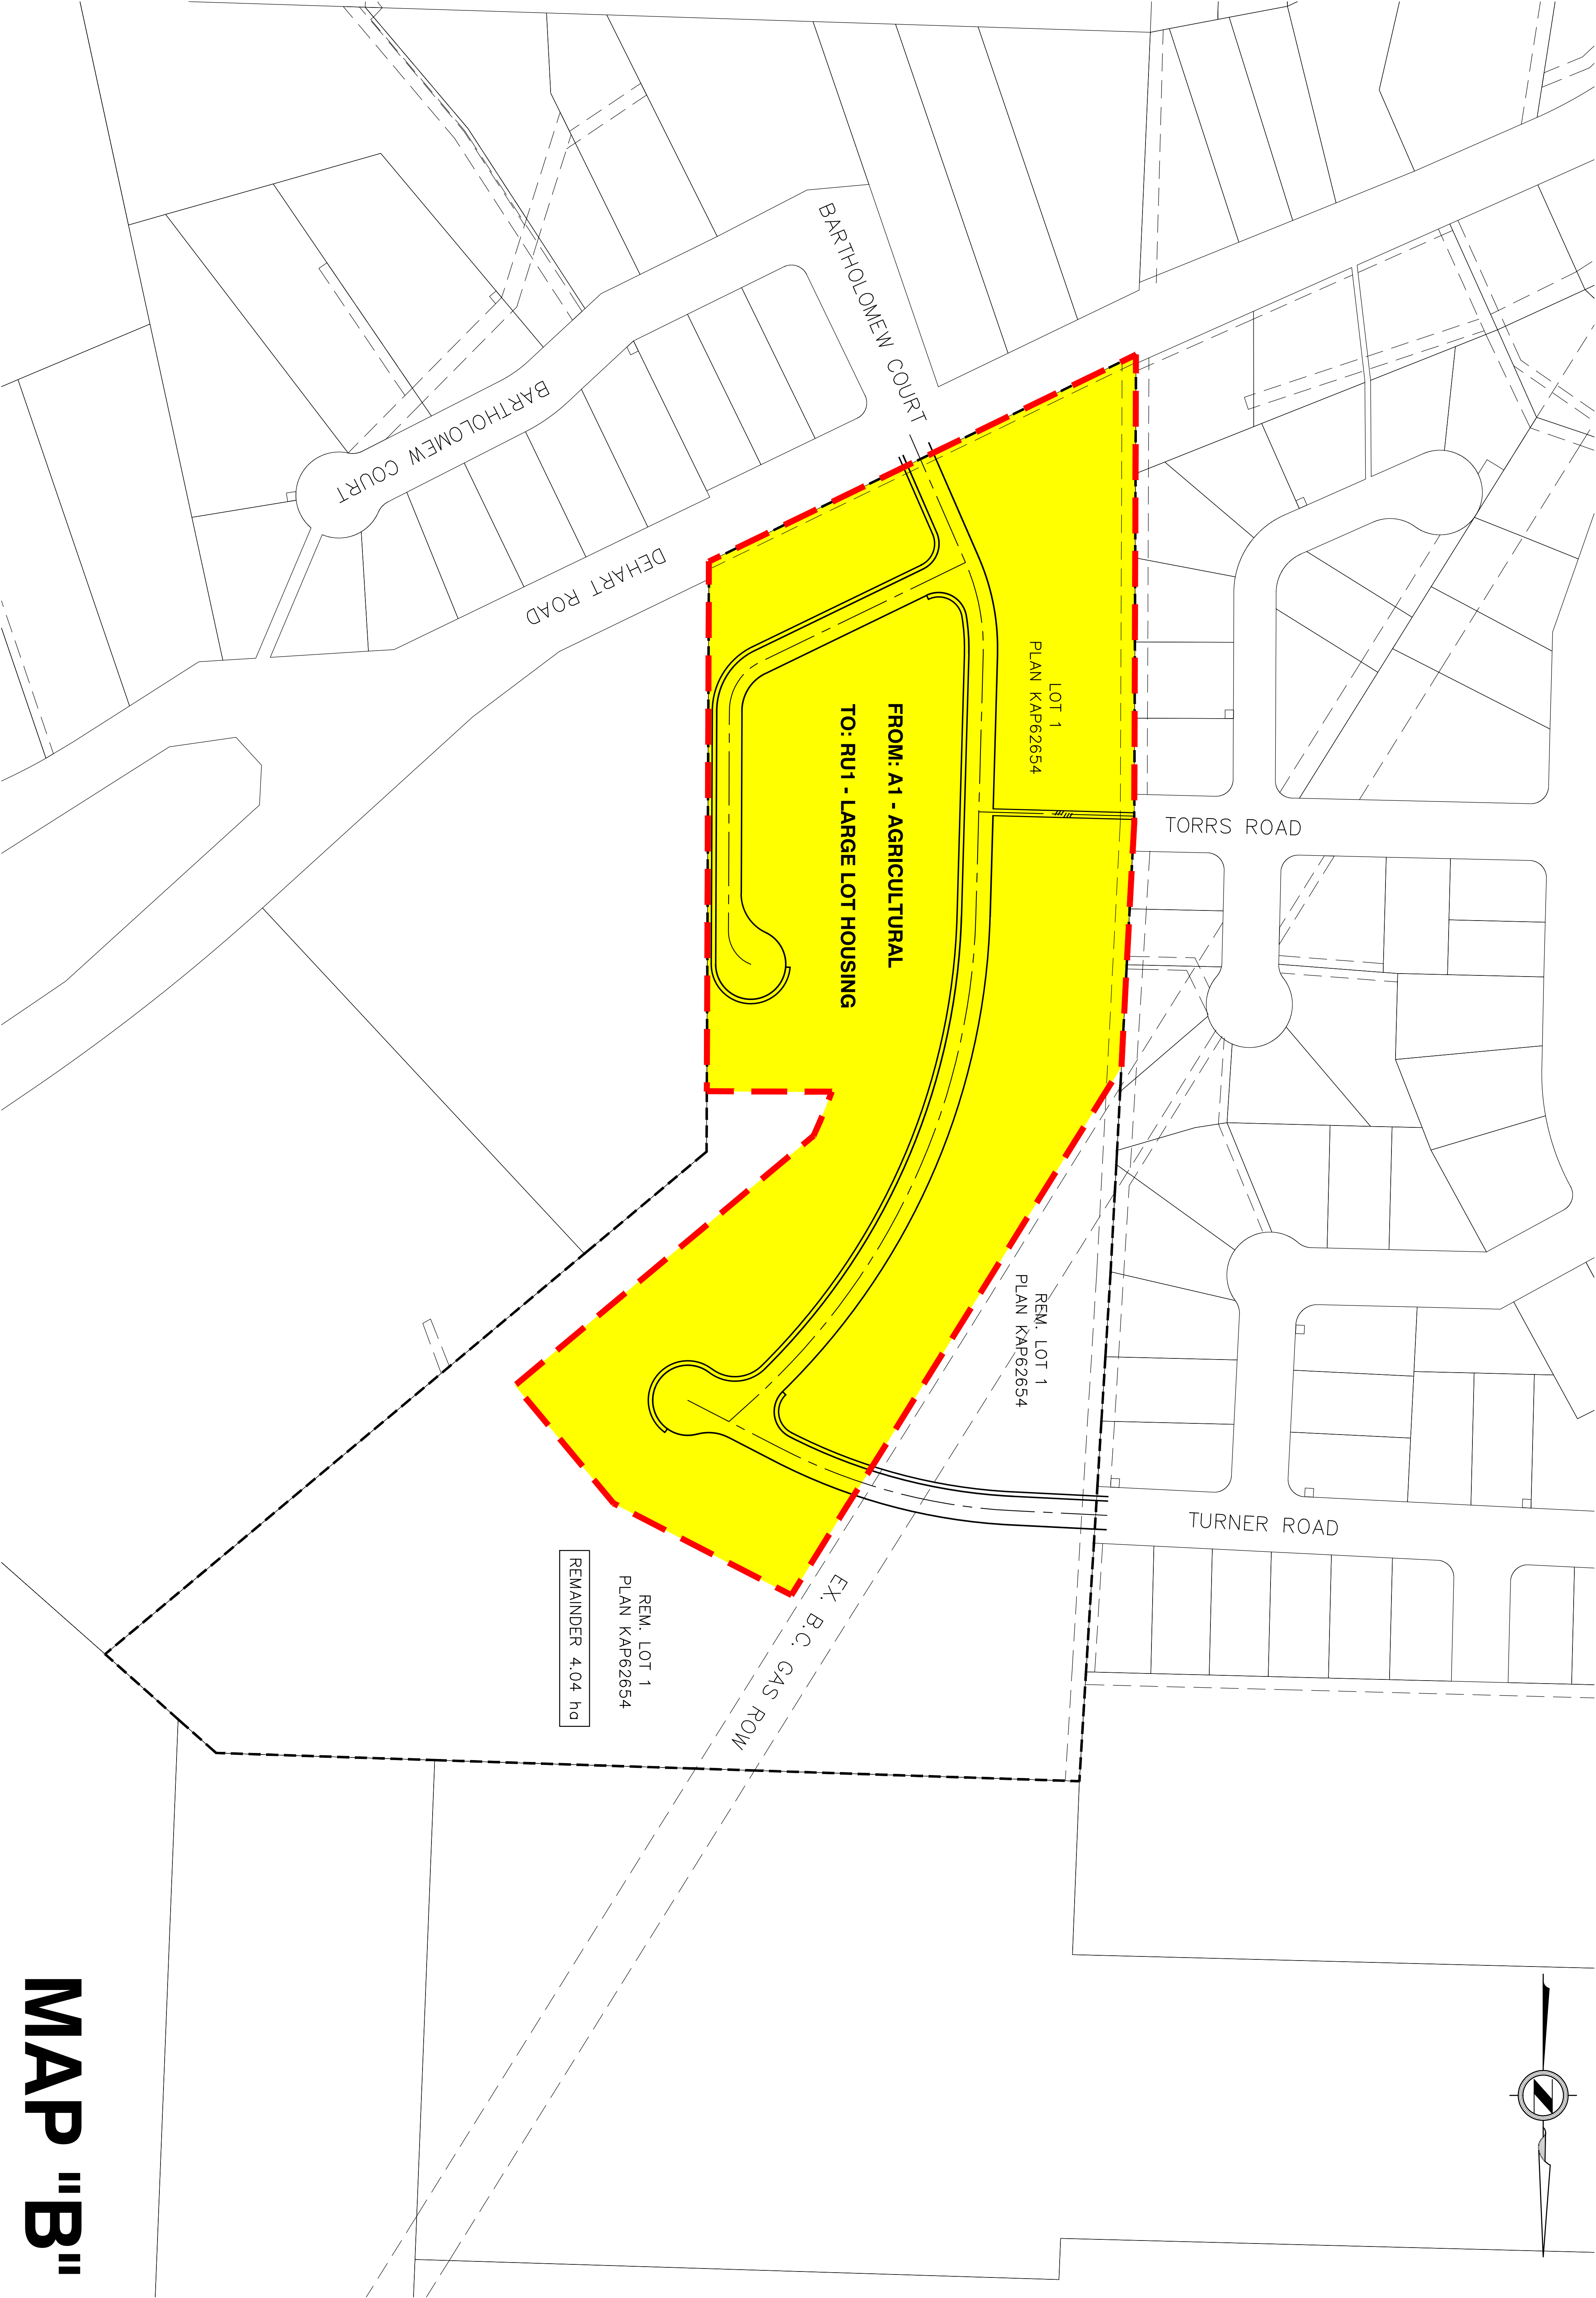 BARTHOLOMEW COURT
BARTHOLOMEW COURT
DEHART ROAD
LOT 1
PLAN KAP62654
FROM: A1 - AGRICULTURAL
TO: RU1 - LARGE LOT HOUSING
TORRS ROAD
REM. LOT 1
PLAN KAP62654
TURNER ROAD
EX. B.C. GAS ROW
REM. LOT 1
PLAN KAP62654
REMAINDER 4.04 ha
N
MAP "B"